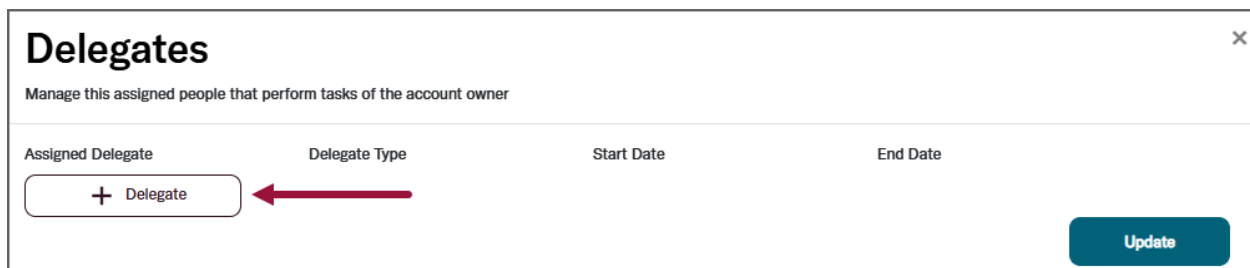 Delegates
Manage this assigned people that perform tasks of the account owner
Assigned Delegate Delegate Type Start Date End Date
+ Delegate
Update